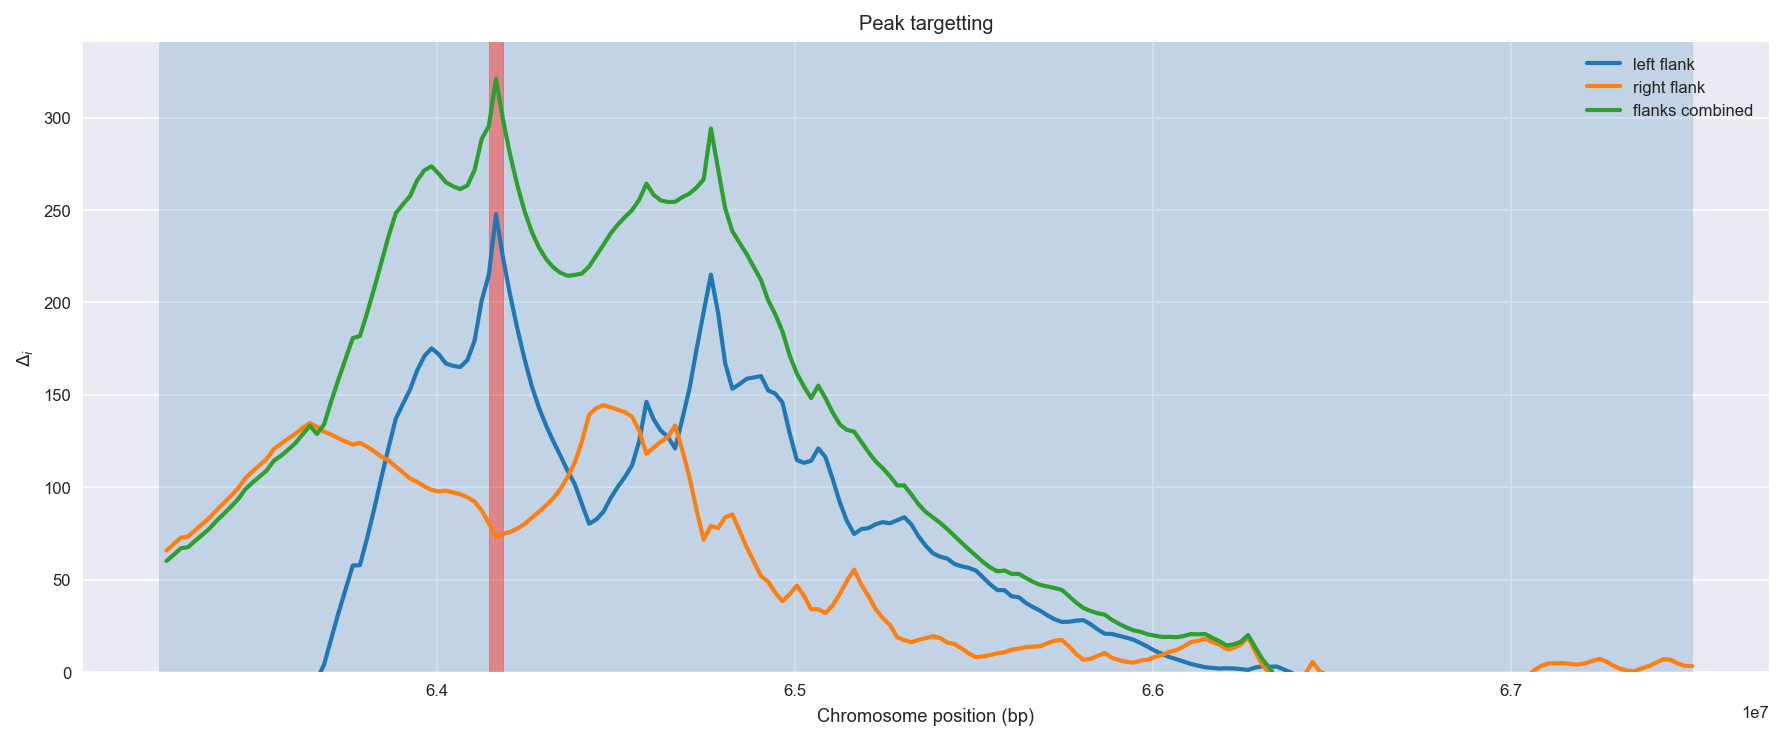 Peak targetting
left flank
right flank
flanks combined
300
250
200
150
100
50
0
Δi
6.4 6.5 6.6 6.7
1e7
Chromosome position (bp)